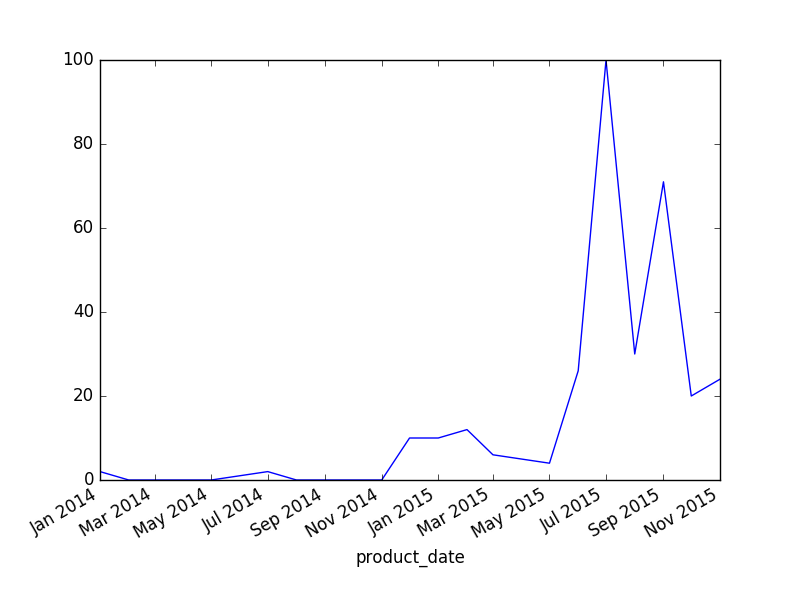 100
80
60
40
20
0
Jan 2014
Mar 2014
May 2014
Jul 2014
Sep 2014
Nov 2014
Jan 2015
Mar 2015
May 2015
Jul 2015
Sep 2015
Nov 2015
product_date